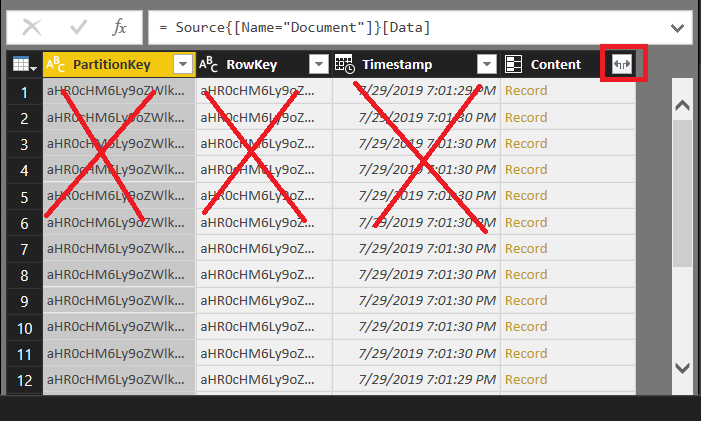 fx = Source{[Name="Document"]}[Data]
ABC PartitionKey ABC RowKey Timestamp Content
1 aHR0cHM6Ly9oZWlk... aHR0cHM6Ly9oZ... 7/29/2019 7:01:29 PM Record
2 aHR0cHM6Ly9oZWlk... aHR0cHM6Ly9oZ... 7/29/2019 7:01:30 PM Record
3 aHR0cHM6Ly9oZWlk... aHR0cHM6Ly9oZ... 7/29/2019 7:01:30 PM Record
4 aHR0cHM6Ly9oZWlk... aHR0cHM6Ly9oZ... 7/29/2019 7:01:30 PM Record
5 aHR0cHM6Ly9oZWlk... aHR0cHM6Ly9oZ... 7/29/2019 7:01:30 PM Record
6 aHR0cHM6Ly9oZWlk... aHR0cHM6Ly9oZ... 7/29/2019 7:01:30 PM Record
7 aHR0cHM6Ly9oZWlk... aHR0cHM6Ly9oZ... 7/29/2019 7:01:30 PM Record
8 aHR0cHM6Ly9oZWlk... aHR0cHM6Ly9oZ... 7/29/2019 7:01:30 PM Record
9 aHR0cHM6Ly9oZWlk... aHR0cHM6Ly9oZ... 7/29/2019 7:01:30 PM Record
10 aHR0cHM6Ly9oZWlk... aHR0cHM6Ly9oZ... 7/29/2019 7:01:30 PM Record
11 aHR0cHM6Ly9oZWlk... aHR0cHM6Ly9oZ... 7/29/2019 7:01:30 PM Record
12 aHR0cHM6Ly9oZWlk... aHR0cHM6Ly9oZ... 7/29/2019 7:01:29 PM Record